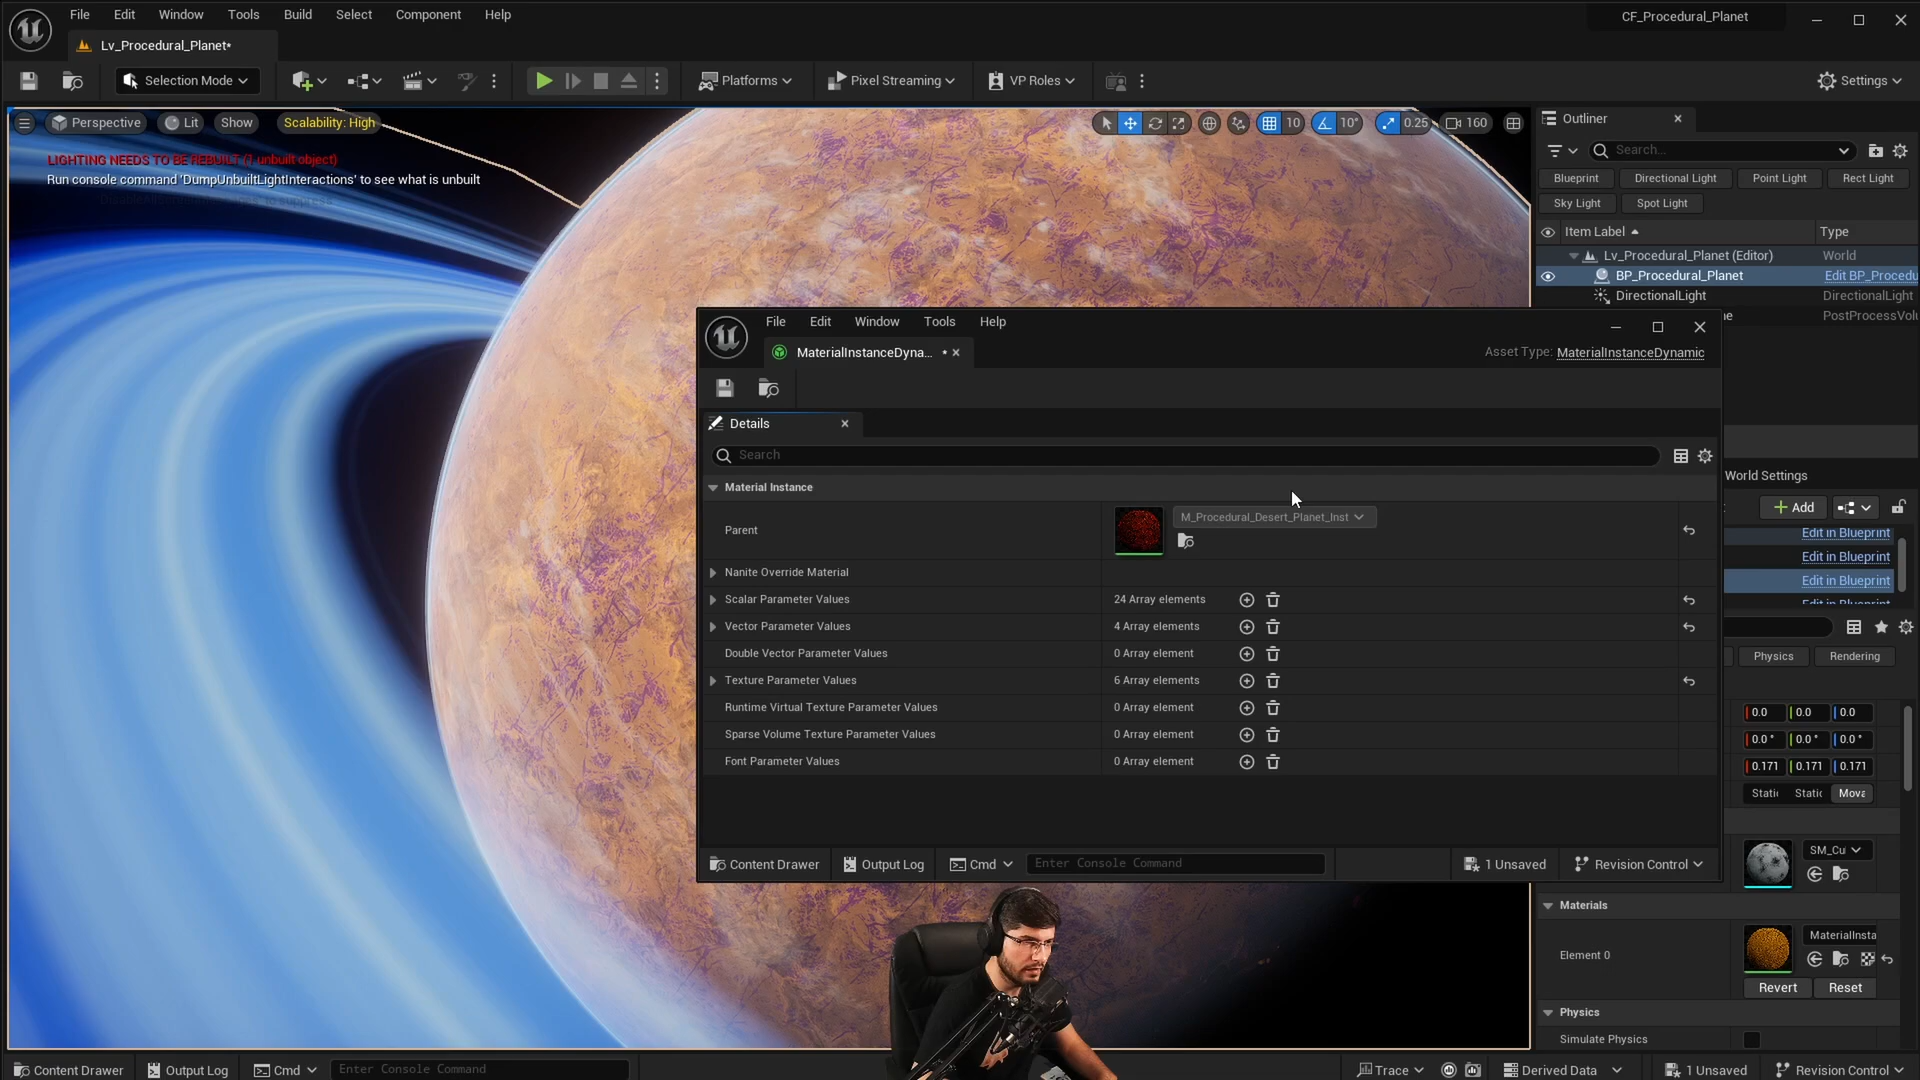 File Edit Window Tools Build Select Component Help
CF_Procedural_Planet
Lv_Procedural_Planet*
Selection Mode
Platforms
Pixel Streaming
VP Roles
Settings
Perspective
Lit
Show
Scalability: High
10
10°
0.25
160
LIGHTING NEEDS TO BE REBUILT (1 unbuilt object)
Run console command 'DumpUnbuiltLightInteractions' to see what is unbuilt
Outliner
Search...
Blueprint
Directional Light
Point Light
Rect Light
Sky Light
Spot Light
Item Label
Type
Lv_Procedural_Planet (Editor)
World
BP_Procedural_Planet
Edit BP_Procedu
DirectionalLight
DirectionalLight
ne
PostProcessVolu
File Edit Window Tools Help
MaterialInstanceDyna... *
Asset Type: MaterialInstanceDynamic
Details
Search
Material Instance
Parent
M_Procedural_Desert_Planet_Inst
Nanite Override Material
Scalar Parameter Values
24 Array elements
Vector Parameter Values
4 Array elements
Double Vector Parameter Values
0 Array element
Texture Parameter Values
6 Array elements
Runtime Virtual Texture Parameter Values
0 Array element
Sparse Volume Texture Parameter Values
0 Array element
Font Parameter Values
0 Array element
Content Drawer
Output Log
Cmd
Enter Console Command
1 Unsaved
Revision Control
World Settings
Add
Edit in Blueprint
Edit in Blueprint
Edit in Blueprint
Edit in Blueprint
Physics
Rendering
0.0 0.0 0.0
0.0 ° 0.0 ° 0.0 °
0.171 0.171 0.171
Stati Static Mova
SM_Cu
Materials
Element 0
MaterialInsta
Revert
Reset
Physics
Simulate Physics
Content Drawer
Output Log
Cmd
Enter Console Command
Trace
Derived Data
1 Unsaved
Revision Control